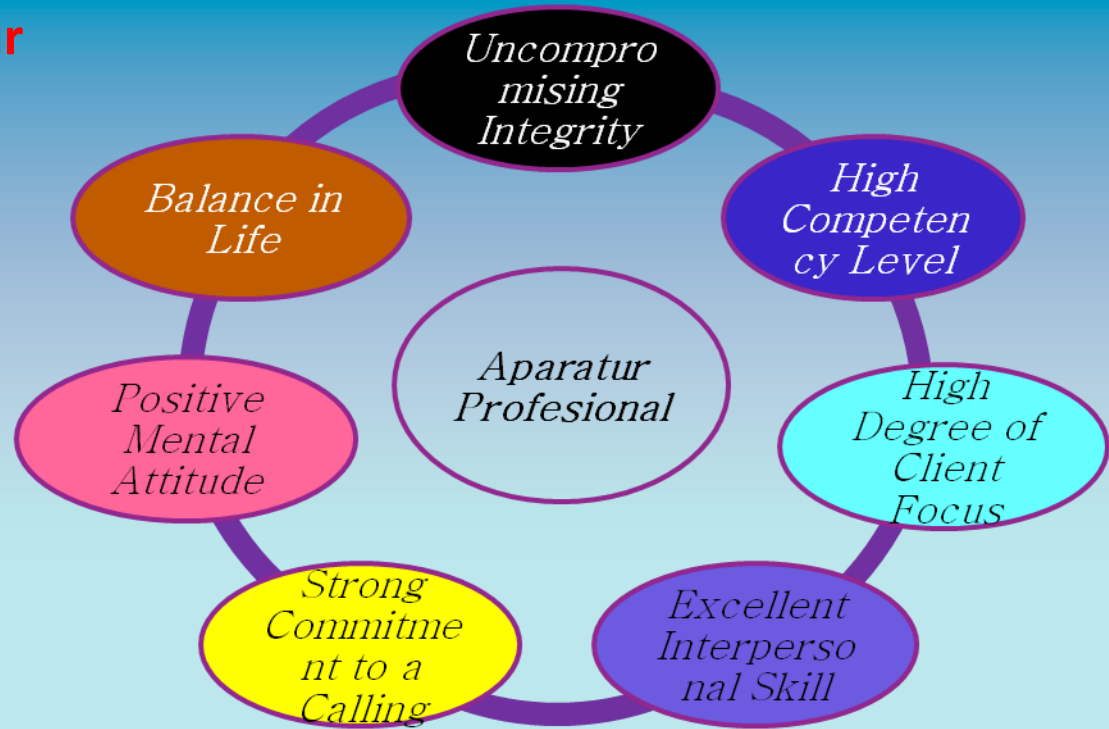 r
Uncompro
mising
Integrity
High
Competen
cy Level
High
Degree of
Client
Focus
Excellent
Interperso
nal Skill
Strong
Commitme
nt to a
Calling
Positive
Mental
Attitude
Balance in
Life
Aparatur
Profesional